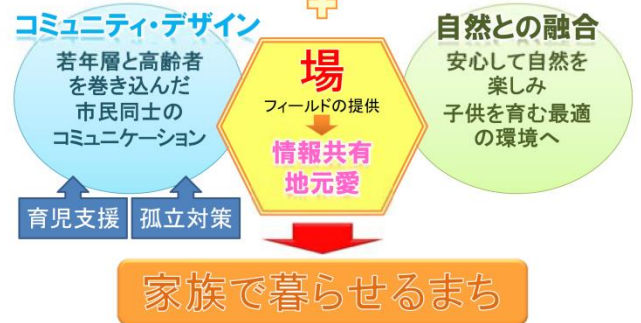 コミュニティ・デザイン
若年層と高齢者
を巻き込んだ
市民同士の
コミュニケーション
育児支援
孤立対策
場
フィールドの提供
情報共有
地元愛
自然との融合
安心して自然を
楽しみ
子供を育む最適
の環境へ
家族で暮らせるまち